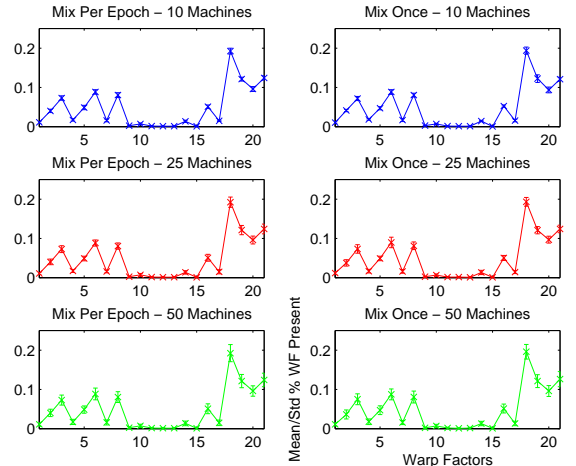 Mix Per Epoch − 10 Machines
0.2
0.1
0
5 10 15 20
Mix Once − 10 Machines
0.2
0.1
0
5 10 15 20
Mix Per Epoch − 25 Machines
0.2
0.1
0
5 10 15 20
Mix Once − 25 Machines
0.2
0.1
0
5 10 15 20
Mix Per Epoch − 50 Machines
0.2
0.1
0
5 10 15 20
Mix Once − 50 Machines
0.2
0.1
0
5 10 15 20
Mean/Std % WF Present
Warp Factors